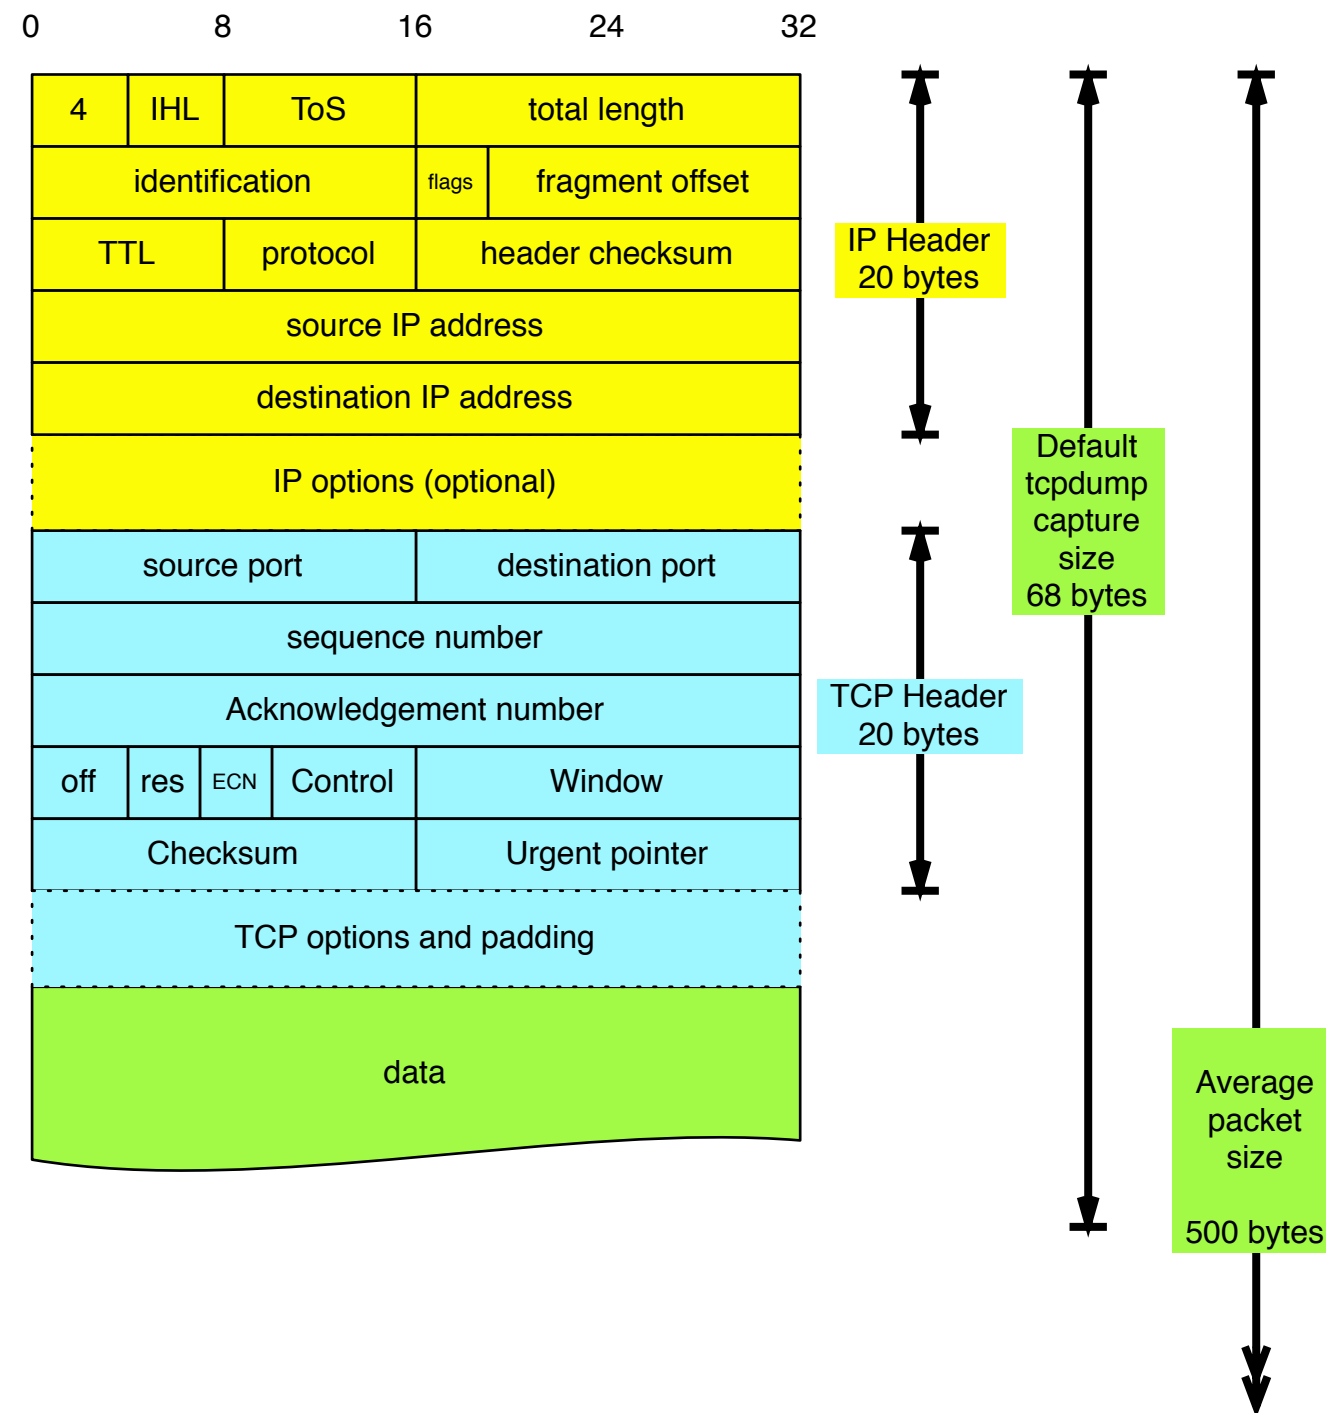 0 8 16 24 32
4 IHL ToS total length
identification flags fragment offset
TTL protocol header checksum
source IP address
destination IP address
IP options (optional)
source port destination port
sequence number
Acknowledgement number
off res ECN Control Window
Checksum Urgent pointer
TCP options and padding
data
IP Header
20 bytes
TCP Header
20 bytes
Default
tcpdump
capture
size
68 bytes
Average
packet
size
500 bytes